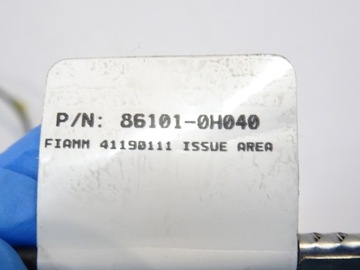 P/N: 86101-0H040
FIAMM 41190111 ISSUE AREA